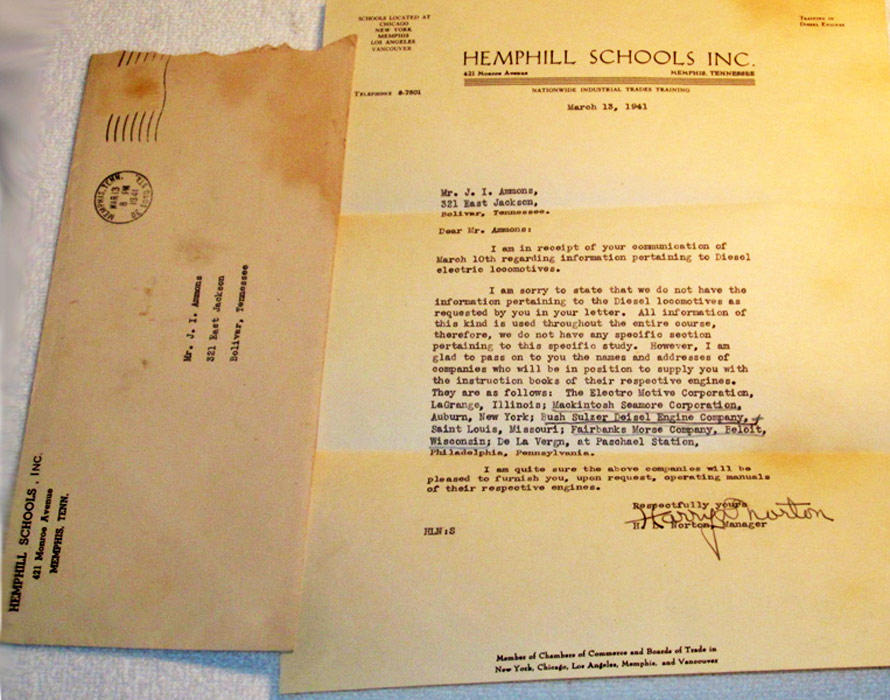 SCHOOLS LOCATED AT
CHICAGO
NEW YORK
MEMPHIS
LOS ANGELES
VANCOUVER
TRAINING IN
DIESEL ENGINES
HEMPHILL SCHOOLS INC.
421 Monroe Avenue MEMPHIS, TENNESSEE
TELEPHONE 8-7801
NATIONWIDE INDUSTRIAL TRADES TRAINING
March 13, 1941
Mr. J. I. Ammons,
321 East Jackson,
Bolivar, Tennessee.
Dear Mr. Ammons:
I am in receipt of your communication of
March 10th regarding information pertaining to Diesel
electric locomotives.
I am sorry to state that we do not have the
information pertaining to the Diesel locomotives as
requested by you in your letter. All information of
this kind is used throughout the entire course,
therefore, we do not have any specific section
pertaining to this specific study. However, I am
glad to pass on to you the names and addresses of
companies who will be in position to supply you with
the instruction books of their respective engines.
They are as follows: The Electro Motive Corporation,
LaGrange, Illinois; Mackintosh Seamore Corporation,
Auburn, New York; Bush Sulzer Deisel Engine Company,
Saint Louis, Missouri; Fairbanks Morse Company, Beloit,
Wisconsin; De La Vergn, at Paschael Station,
Philadelphia, Pennsylvania.
I am quite sure the above companies will be
pleased to furnish you, upon request, operating manuals
of their respective engines.
Respectfully yours
Harry L Norton
H. L. Norton, Manager
HLN:S
Member of Chambers of Commerce and Boards of Trade in
New York, Chicago, Los Angeles, Memphis, and Vancouver
MEMPHIS, TENN.
MAR 13
8 PM
1941
Mr. J. I. Ammons
321 East Jackson
Bolivar, Tennessee
HEMPHILL SCHOOLS, INC.
421 Monroe Avenue
MEMPHIS, TENN.